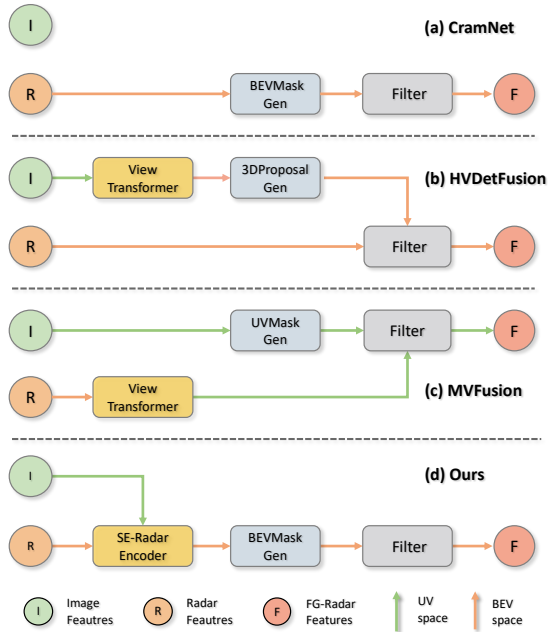 I
(a) CramNet
R
BEVMask
Gen
Filter
F
I
View
Transformer
3DProposal
Gen
(b) HVDetFusion
R
Filter
F
I
UVMask
Gen
Filter
F
R
View
Transformer
(c) MVFusion
I
(d) Ours
R
SE-Radar
Encoder
BEVMask
Gen
Filter
F
I
Image
Feautres
R
Radar
Feautres
F
FG-Radar
Features
UV
space
BEV
space